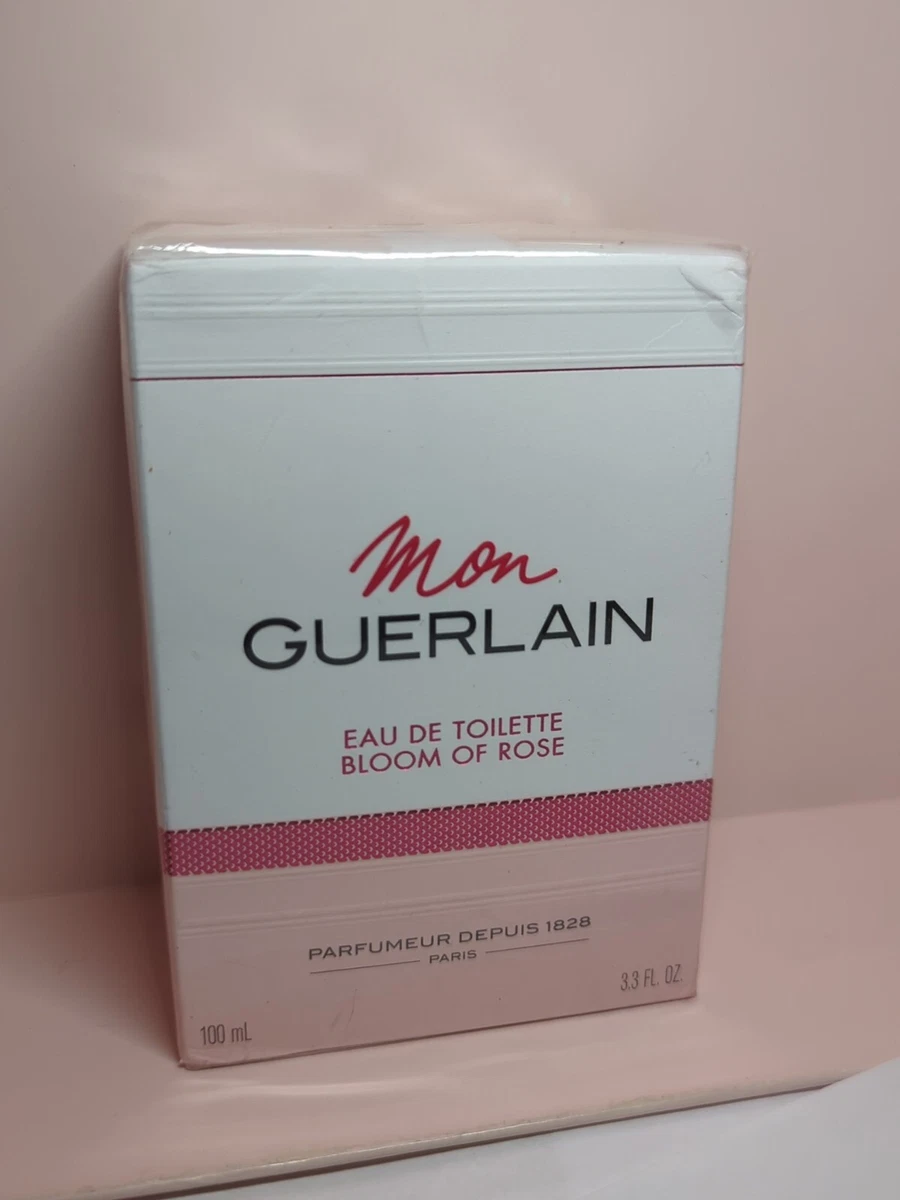 Mon
GUERLAIN
EAU DE TOILETTE
BLOOM OF ROSE
PARFUMEUR DEPUIS 1828
PARIS
3.3 FL. OZ.
100 mL